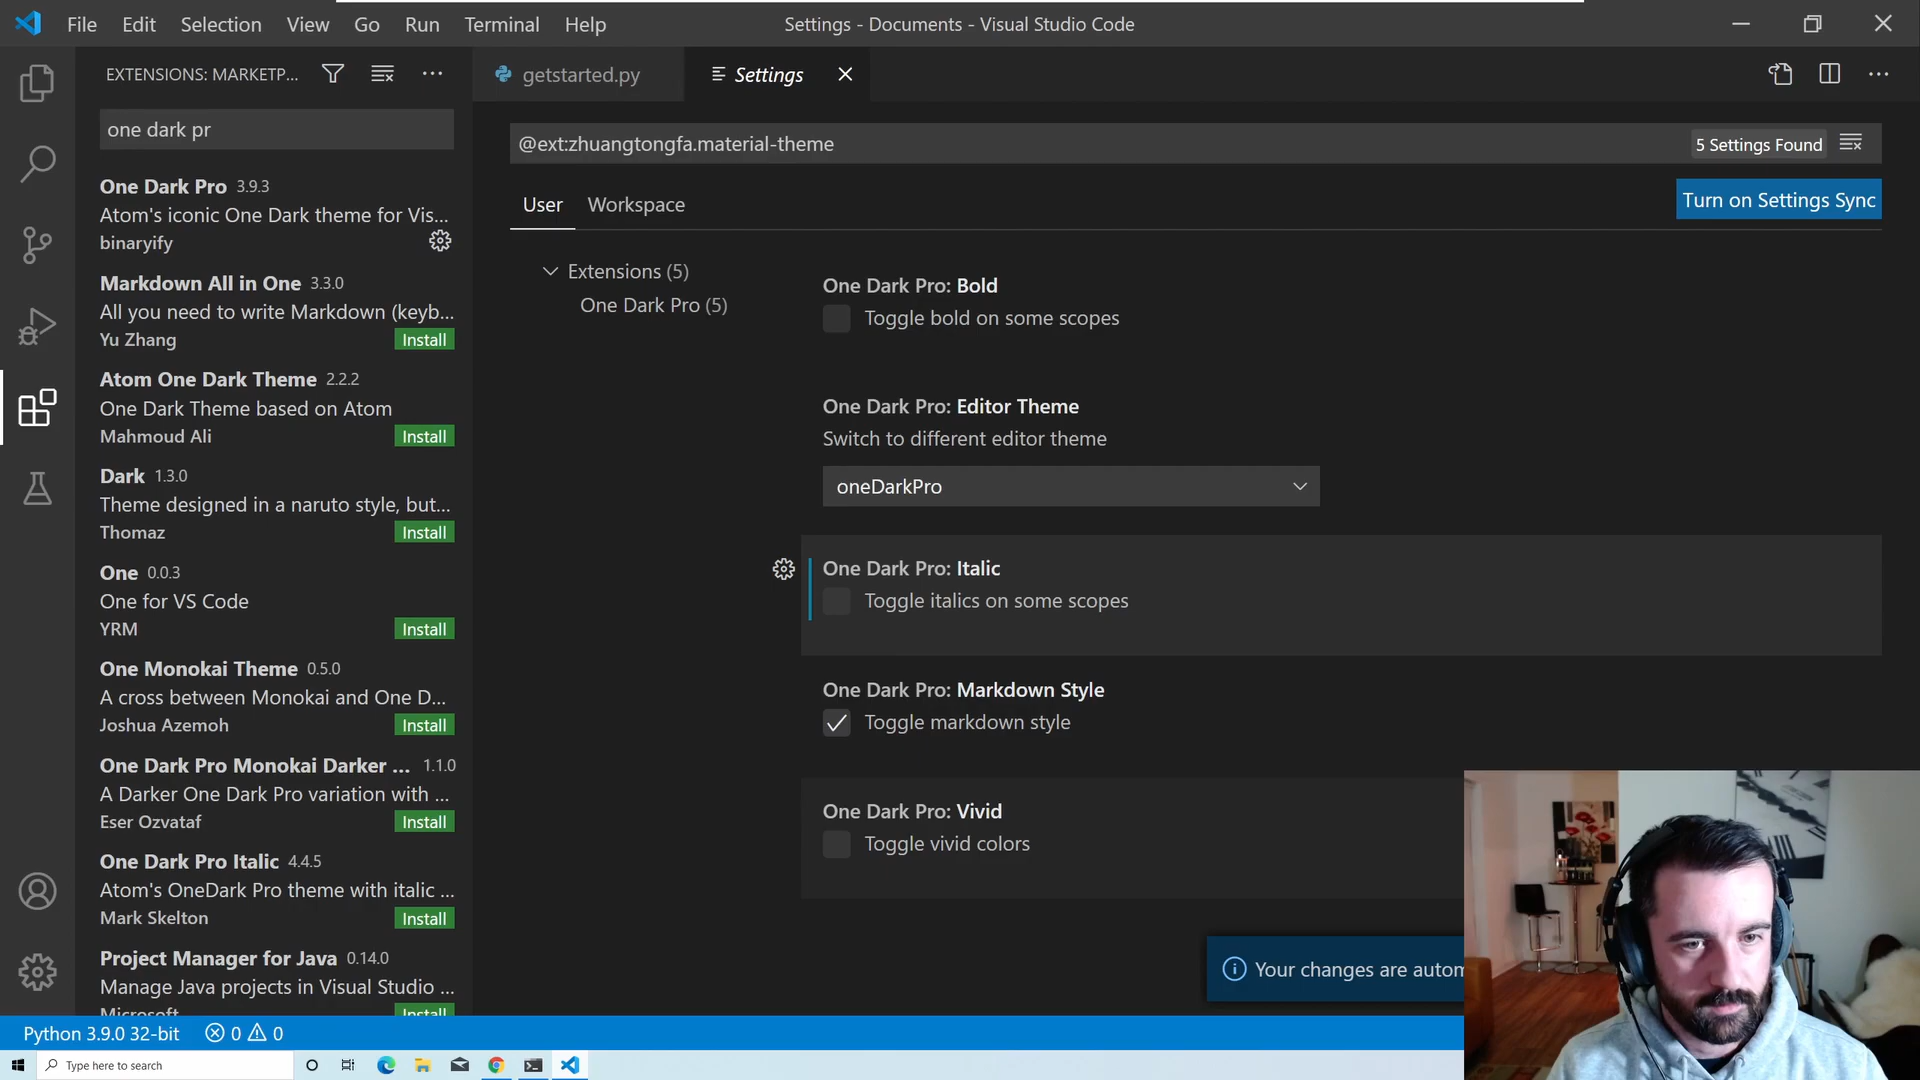 File Edit Selection View Go Run Terminal Help
Settings - Documents - Visual Studio Code
EXTENSIONS: MARKETP...
getstarted.py
Settings
one dark pr
One Dark Pro 3.9.3
Atom's iconic One Dark theme for Vis...
binaryify
Markdown All in One 3.3.0
All you need to write Markdown (keyb...
Yu Zhang Install
Atom One Dark Theme 2.2.2
One Dark Theme based on Atom
Mahmoud Ali Install
Dark 1.3.0
Theme designed in a naruto style, but...
Thomaz Install
One 0.0.3
One for VS Code
YRM Install
One Monokai Theme 0.5.0
A cross between Monokai and One D...
Joshua Azemoh Install
One Dark Pro Monokai Darker ... 1.1.0
A Darker One Dark Pro variation with ...
Eser Ozvataf Install
One Dark Pro Italic 4.4.5
Atom's OneDark Pro theme with italic ...
Mark Skelton Install
Project Manager for Java 0.14.0
Manage Java projects in Visual Studio ...
Microsoft Install
@ext:zhuangtongfa.material-theme
5 Settings Found
User Workspace
Turn on Settings Sync
Extensions (5)
One Dark Pro (5)
One Dark Pro: Bold
Toggle bold on some scopes
One Dark Pro: Editor Theme
Switch to different editor theme
oneDarkPro
One Dark Pro: Italic
Toggle italics on some scopes
One Dark Pro: Markdown Style
Toggle markdown style
One Dark Pro: Vivid
Toggle vivid colors
Your changes are autom
Python 3.9.0 32-bit 0 0
Type here to search